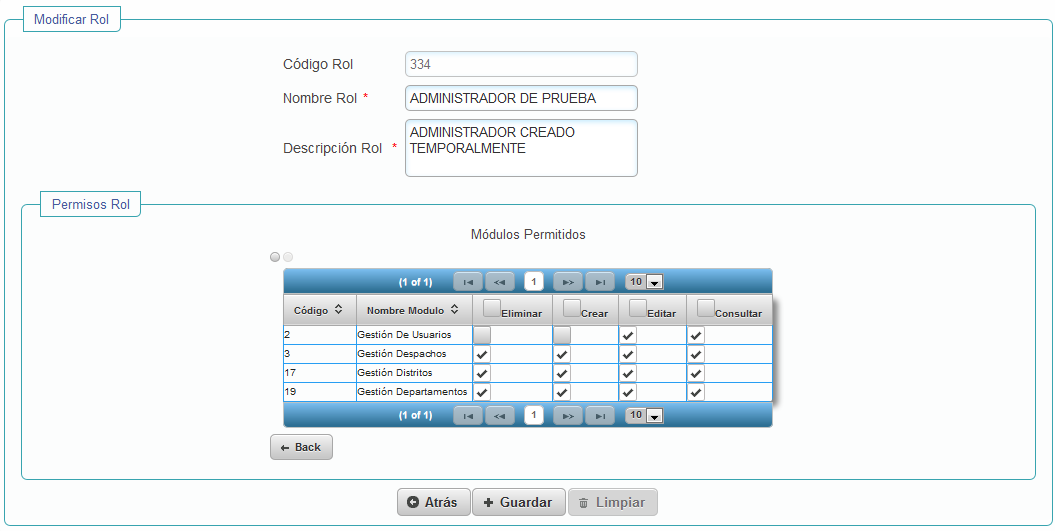 Modificar Rol
Código Rol 334
Nombre Rol * ADMINISTRADOR DE PRUEBA
Descripción Rol * ADMINISTRADOR CREADO
TEMPORALMENTE
Permisos Rol
Módulos Permitidos
(1 of 1) 1 10
Código Nombre Modulo Eliminar Crear Editar Consultar
2 Gestión De Usuarios
3 Gestión Despachos
17 Gestión Distritos
19 Gestión Departamentos
(1 of 1) 1 10
Back
Atrás Guardar Limpiar